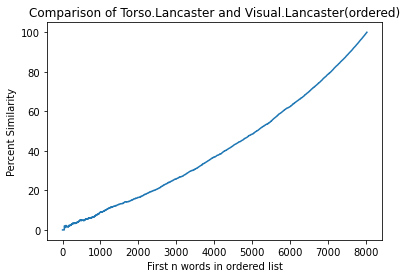 Comparison of Torso.Lancaster and Visual.Lancaster(ordered)
100
80
60
40
20
0
Percent Similarity
0 1000 2000 3000 4000 5000 6000 7000 8000
First n words in ordered list